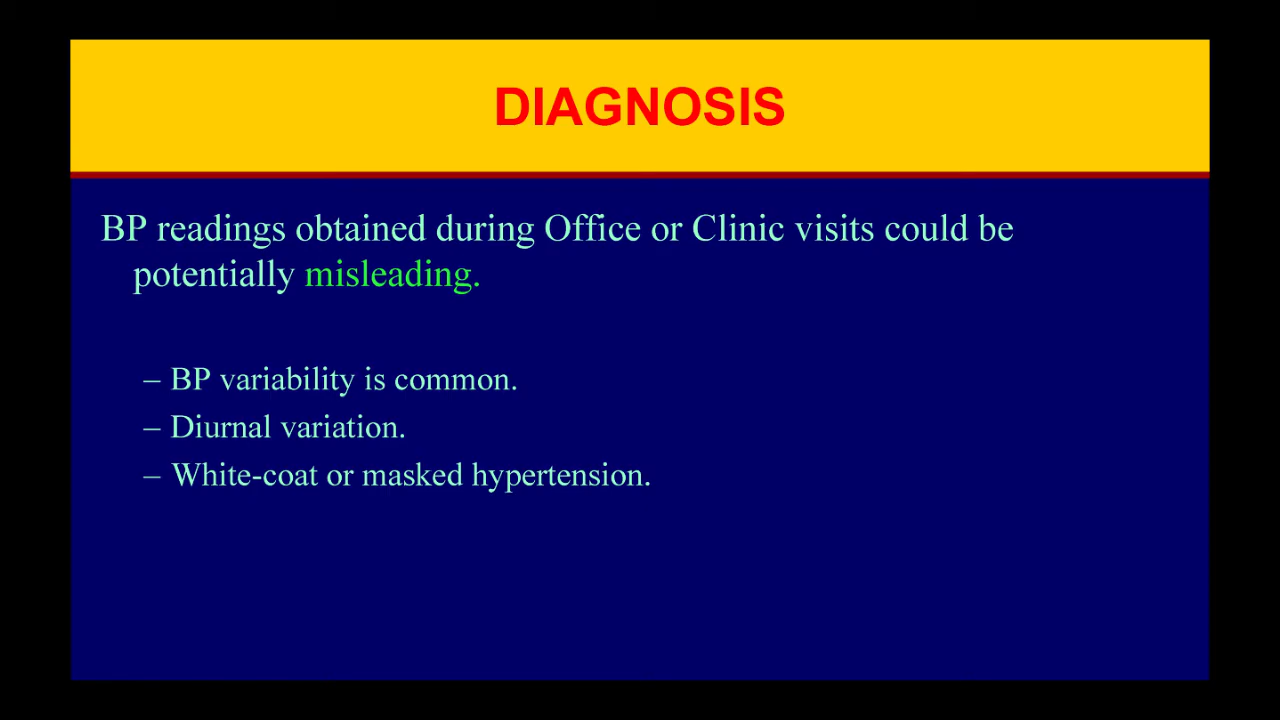 DIAGNOSIS
BP readings obtained during Office or Clinic visits could be
potentially misleading.
– BP variability is common.
– Diurnal variation.
– White-coat or masked hypertension.